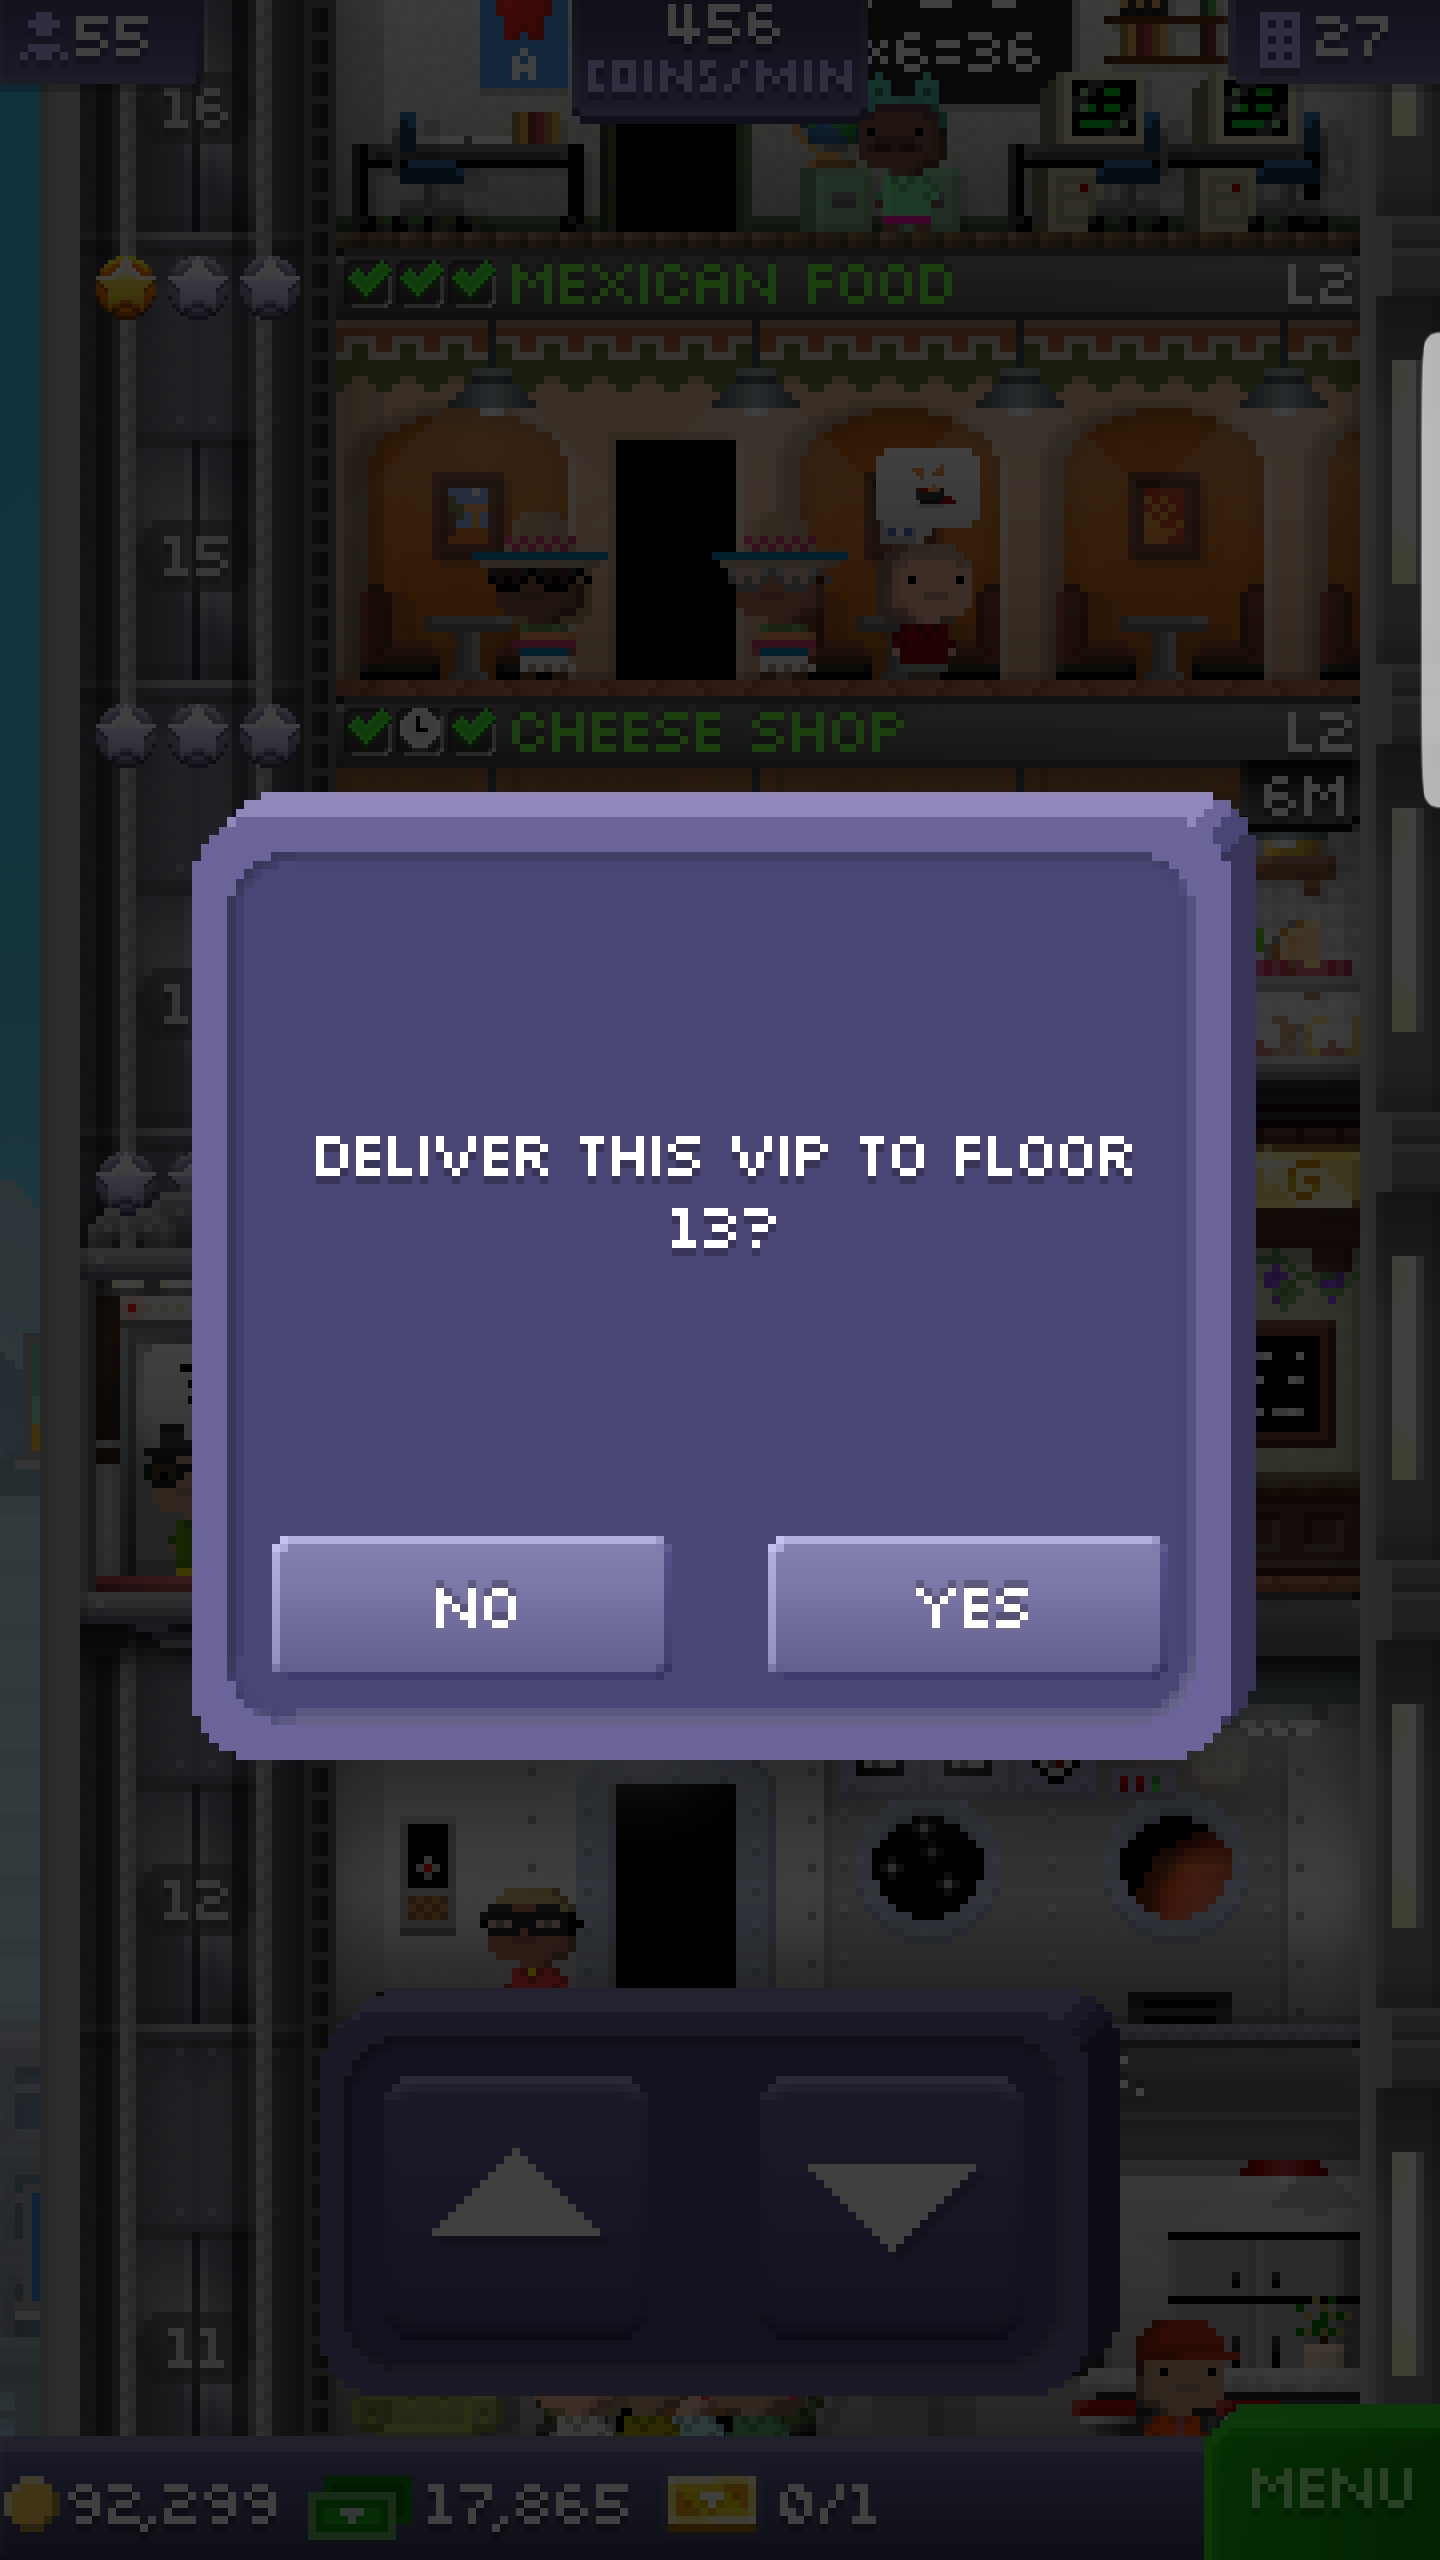 55
456
COINS/MIN
27
A
x6=36
16
MEXICAN FOOD
L2
15
CHEESE SHOP
L2
6M
1
G
DELIVER THIS VIP TO FLOOR
13?
NO
YES
12
11
92,299
17,865
0/1
MENU